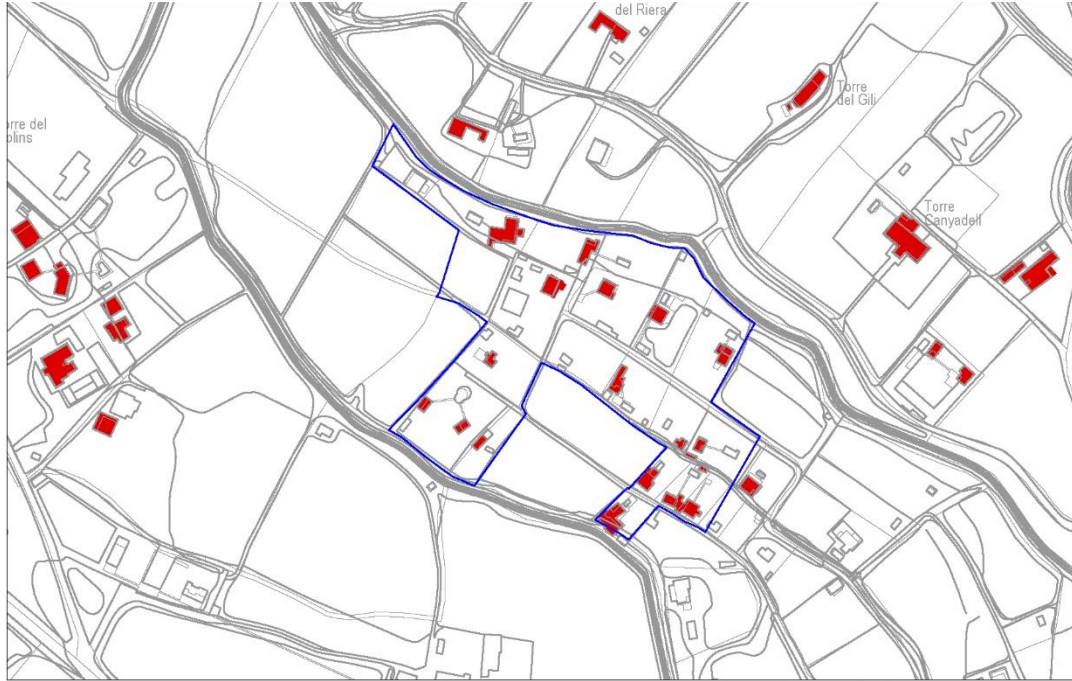 del Riera
Torre
del Gili
orre del
olins
Torre
Canyadell